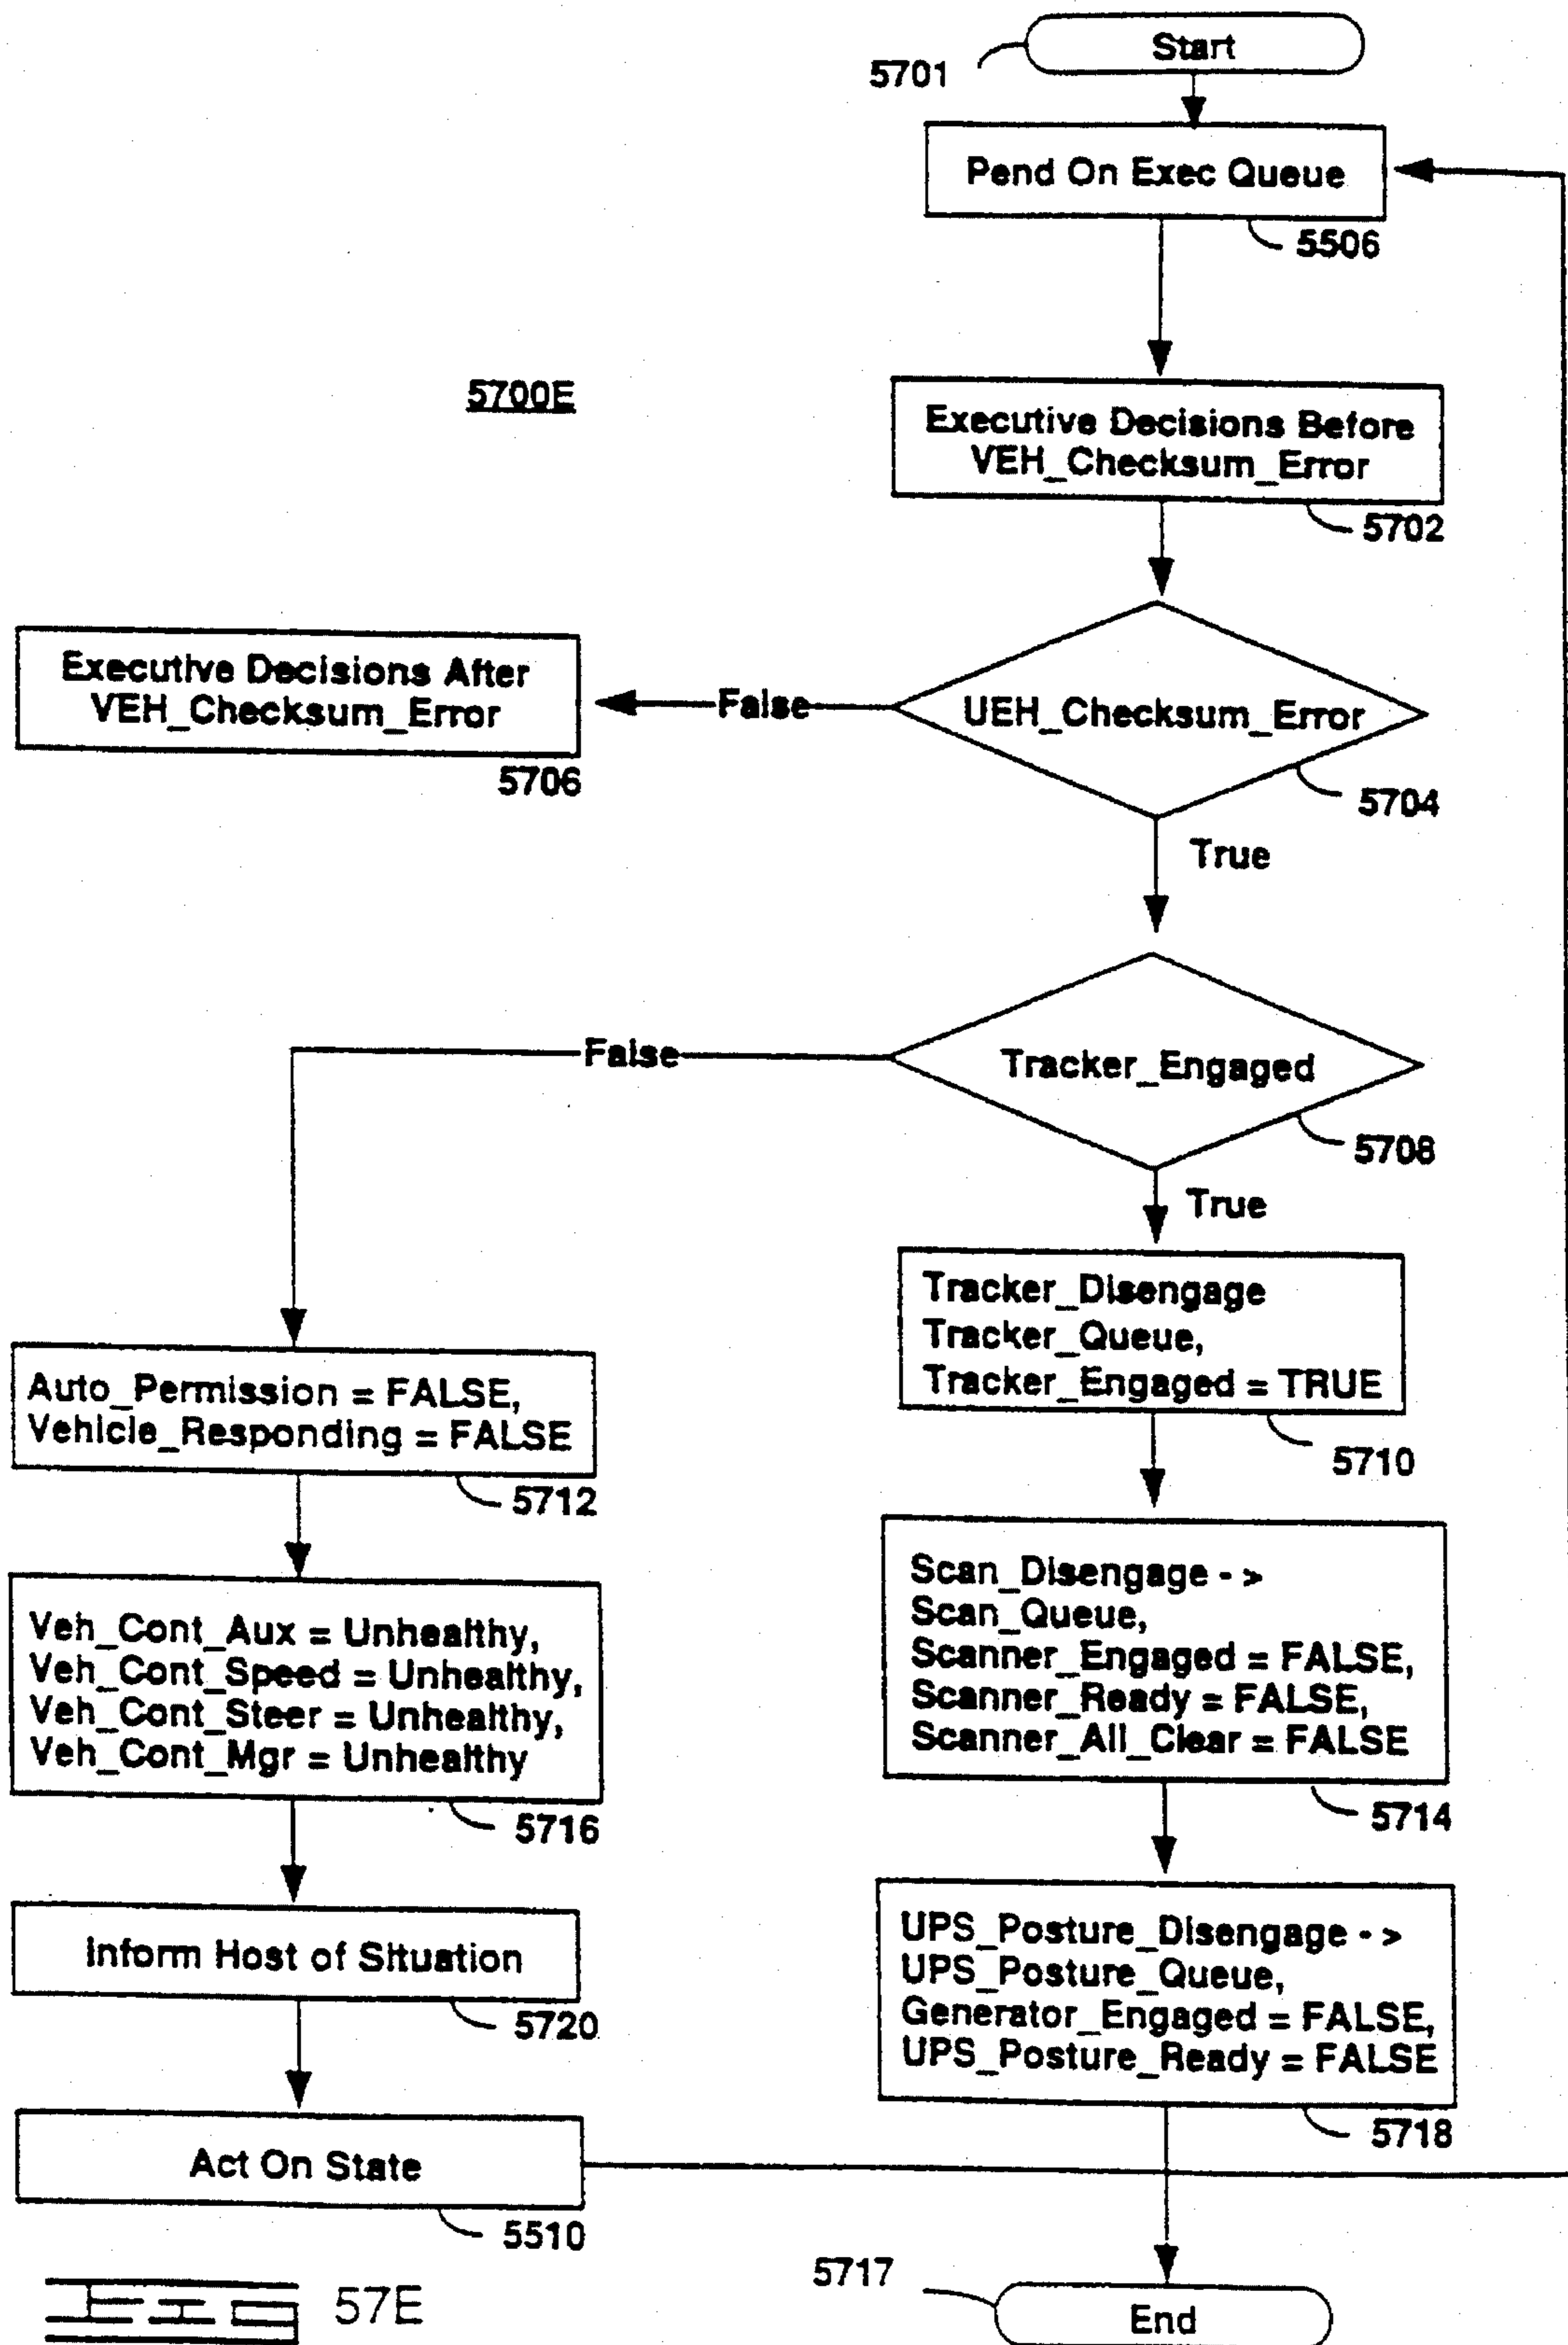 Start
5701
Pend On Exec Queue
5506
5700E
Executive Decisions Before
VEH_Checksum_Error
5702
Executive Decisions After
VEH_Checksum_Error
5706
False
UEH_Checksum_Error
5704
True
False
Tracker_Engaged
5708
True
Tracker_Disengage
Tracker_Queue,
Tracker_Engaged = TRUE
5710
Auto_Permission = FALSE,
Vehicle_Responding = FALSE
5712
Scan_Disengage - >
Scan_Queue,
Scanner_Engaged = FALSE,
Scanner_Ready = FALSE,
Scanner_All_Clear = FALSE
5714
Veh_Cont_Aux = Unhealthy,
Veh_Cont_Speed = Unhealthy,
Veh_Cont_Steer = Unhealthy,
Veh_Cont_Mgr = Unhealthy
5716
UPS_Posture_Disengage - >
UPS_Posture_Queue,
Generator_Engaged = FALSE,
UPS_Posture_Ready = FALSE
5718
Inform Host of Situation
5720
Act On State
5510
5717
End
FIG 57E